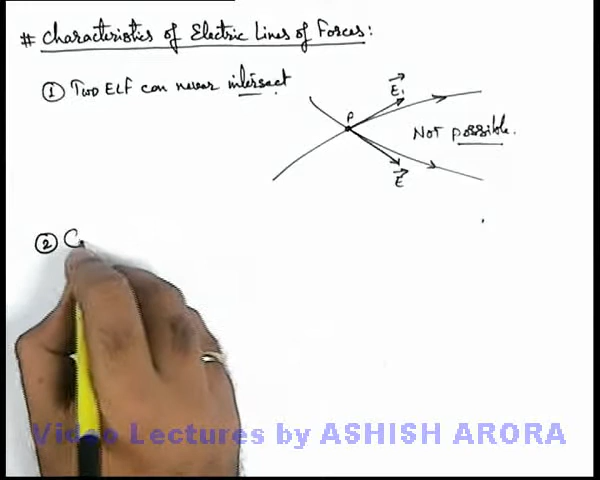 # Characteristics of Electric Lines of Forces:
① Two ELF can never intersect
E₁
P
Not possible.
E
② C
Video Lectures by ASHISH ARORA